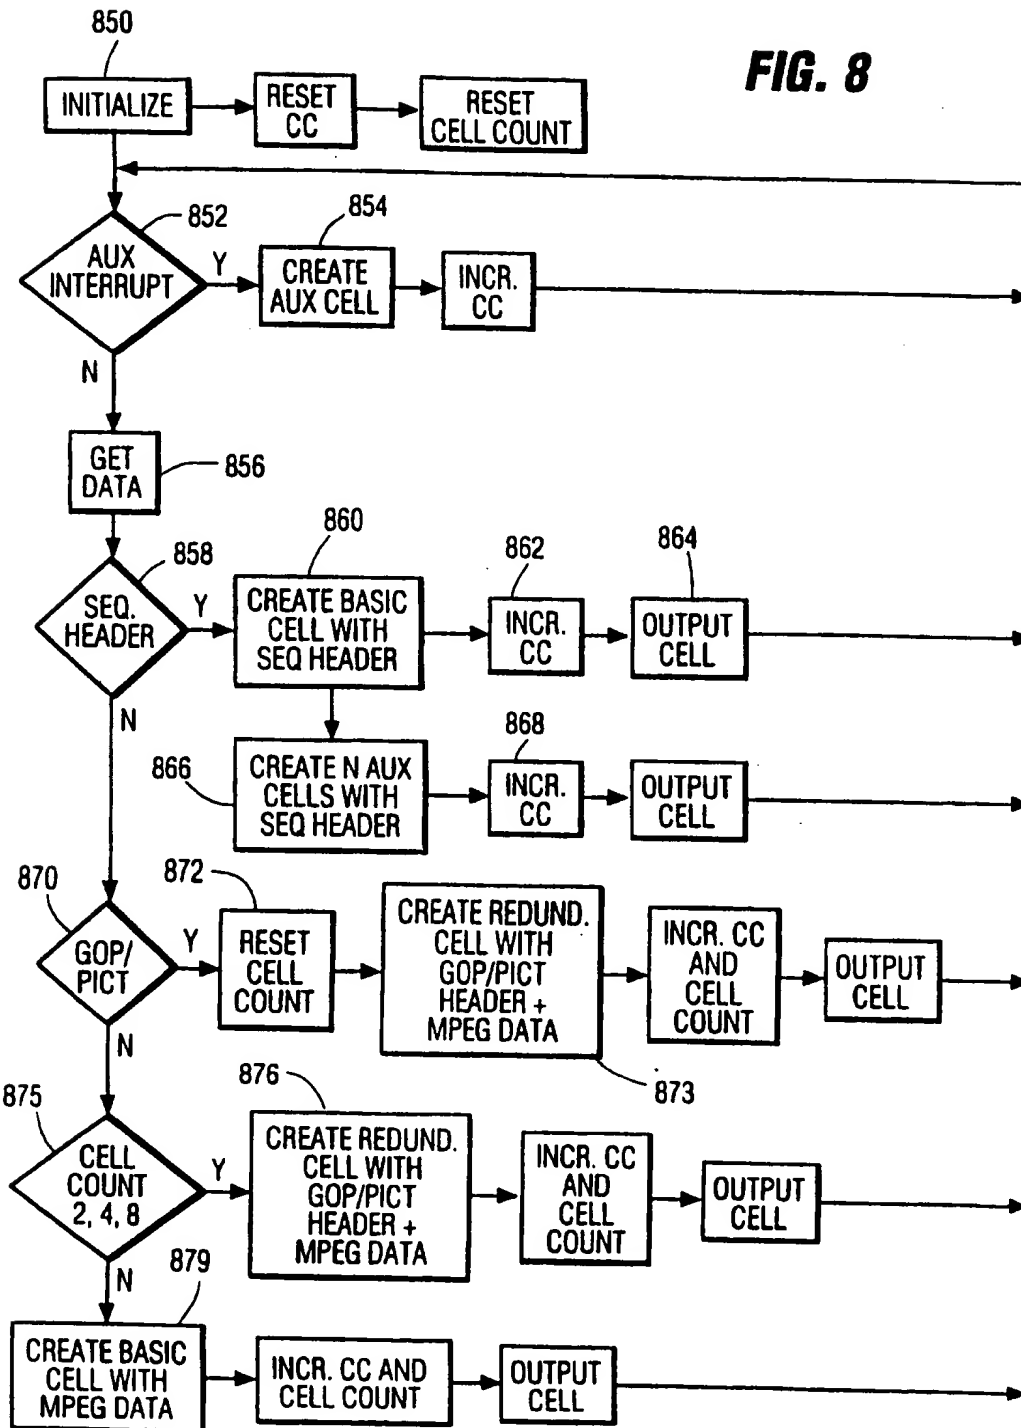 850
FIG. 8
INITIALIZE
RESET
CC
RESET
CELL COUNT
852
AUX
INTERRUPT
Y
N
854
CREATE
AUX CELL
INCR.
CC
GET
DATA
856
858
SEQ.
HEADER
Y
N
860
CREATE BASIC
CELL WITH
SEQ HEADER
862
INCR.
CC
864
OUTPUT
CELL
866
CREATE N AUX
CELLS WITH
SEQ HEADER
868
INCR.
CC
OUTPUT
CELL
870
GOP/
PICT
Y
N
872
RESET
CELL
COUNT
CREATE REDUND.
CELL WITH
GOP/PICT
HEADER +
MPEG DATA
873
INCR. CC
AND
CELL
COUNT
OUTPUT
CELL
875
CELL
COUNT
2, 4, 8
Y
N
876
CREATE REDUND.
CELL WITH
GOP/PICT
HEADER +
MPEG DATA
INCR. CC
AND
CELL
COUNT
OUTPUT
CELL
879
CREATE BASIC
CELL WITH
MPEG DATA
INCR. CC AND
CELL COUNT
OUTPUT
CELL